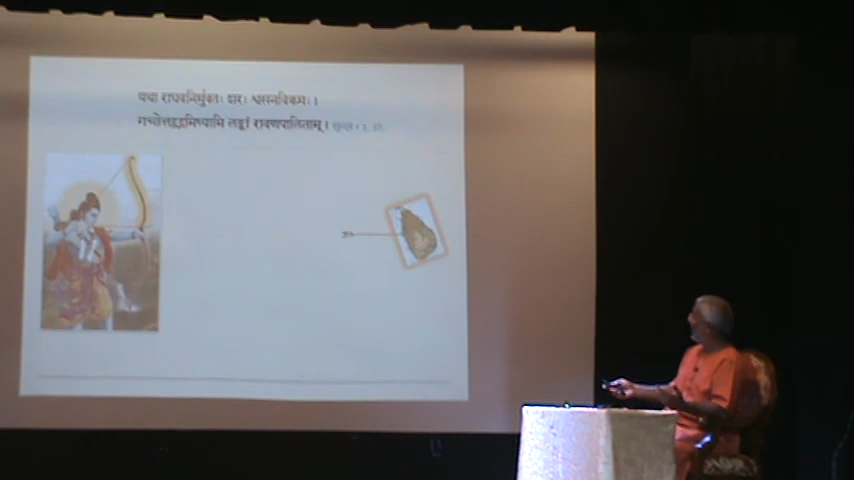 यथा राघवनिर्मुक्तः शरः श्वसनविक्रमः।
गच्छेत्तद्वद्गमिष्यामि लङ्कां रावणपालिताम्।